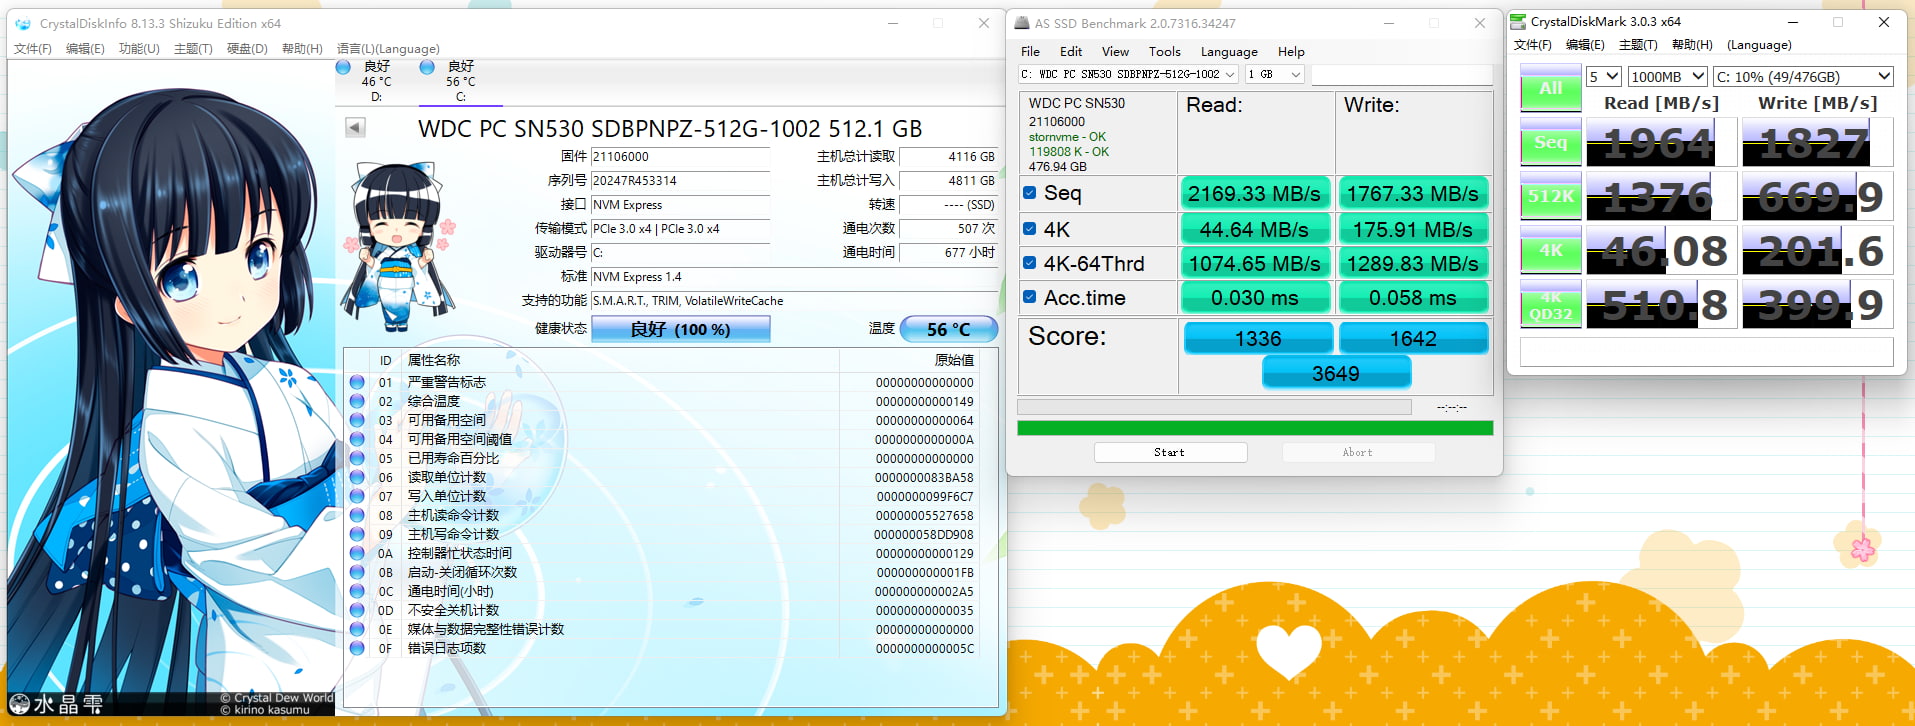 CrystalDiskInfo 8.13.3 Shizuku Edition x64
文件(F) 编辑(E) 功能(U) 主题(T) 硬盘(D) 帮助(H) 语言(L)(Language)
良好 良好
46 °C 56 °C
D: C:
WDC PC SN530 SDBPNPZ-512G-1002 512.1 GB
固件 21106000 主机总计读取 4116 GB
序列号 20247R453314 主机总计写入 4811 GB
接口 NVM Express 转速 ---- (SSD)
传输模式 PCIe 3.0 x4 | PCIe 3.0 x4 通电次数 507 次
驱动器号 C: 通电时间 677 小时
标准 NVM Express 1.4
支持的功能 S.M.A.R.T., TRIM, VolatileWriteCache
健康状态 良好 (100 %) 温度 56 °C
ID 属性名称 原始值
01 严重警告标志 00000000000000
02 综合温度 00000000000149
03 可用备用空间 00000000000064
04 可用备用空间阈值 0000000000000A
05 已用寿命百分比 00000000000000
06 读取单位计数 0000000083BA58
07 写入单位计数 0000000099F6C7
08 主机读命令计数 00000005527658
09 主机写命令计数 000000058DD908
0A 控制器忙状态时间 00000000000129
0B 启动-关闭循环次数 000000000001FB
0C 通电时间(小时) 000000000002A5
0D 不安全关机计数 00000000000035
0E 媒体与数据完整性错误计数 00000000000000
0F 错误日志项数 0000000000005C
水晶雫
© Crystal Dew World
© kirino kasumu
AS SSD Benchmark 2.0.7316.34247
File Edit View Tools Language Help
C: WDC PC SN530 SDBPNPZ-512G-1002 1 GB
WDC PC SN530 Read: Write:
21106000
stornvme - OK
119808 K - OK
476.94 GB
Seq 2169.33 MB/s 1767.33 MB/s
4K 44.64 MB/s 175.91 MB/s
4K-64Thrd 1074.65 MB/s 1289.83 MB/s
Acc.time 0.030 ms 0.058 ms
Score: 1336 1642
3649
--:--:--
Start Abort
CrystalDiskMark 3.0.3 x64
文件(F) 编辑(E) 主题(T) 帮助(H) (Language)
All 5 1000MB C: 10% (49/476GB)
Read [MB/s] Write [MB/s]
Seq 1964 1827
512K 1376 669.9
4K 46.08 201.6
4K QD32 510.8 399.9